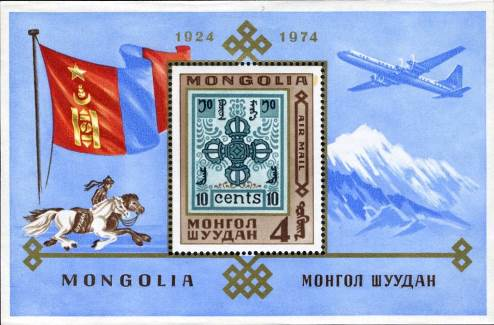 1924 1974
MONGOLIA
AIR MAIL
10 cents 10
МОНГОЛ
ШУУДАН
4
MONGOLIA
МОНГОЛ ШУУДАН